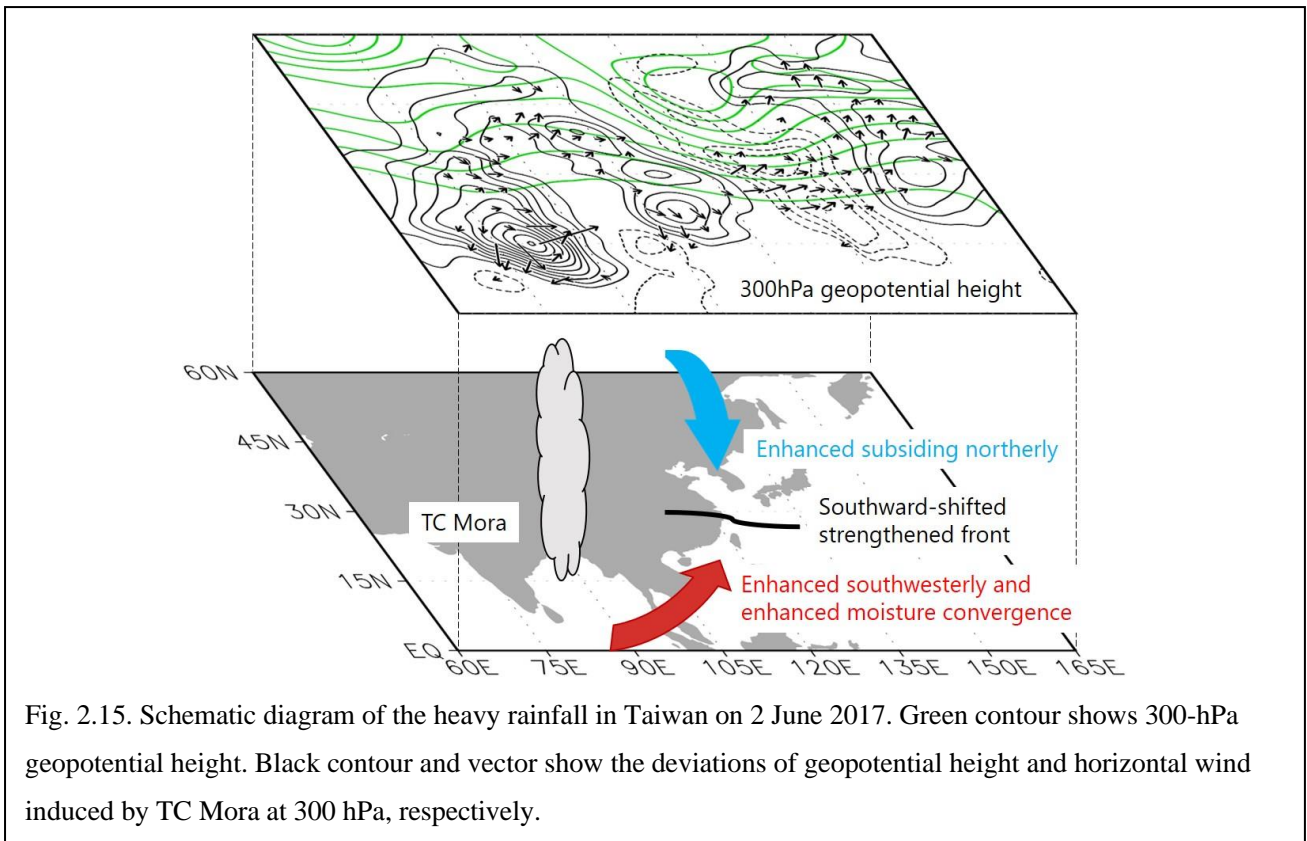 300hPa geopotential height
60N
45N
30N
15N
EQ
TC Mora
Enhanced subsiding northerly
Southward-shifted
strengthened front
Enhanced southwesterly and
enhanced moisture convergence
60E 75E 90E 105E 120E 135E 150E 165E
Fig. 2.15. Schematic diagram of the heavy rainfall in Taiwan on 2 June 2017. Green contour shows 300-hPa
geopotential height. Black contour and vector show the deviations of geopotential height and horizontal wind
induced by TC Mora at 300 hPa, respectively.